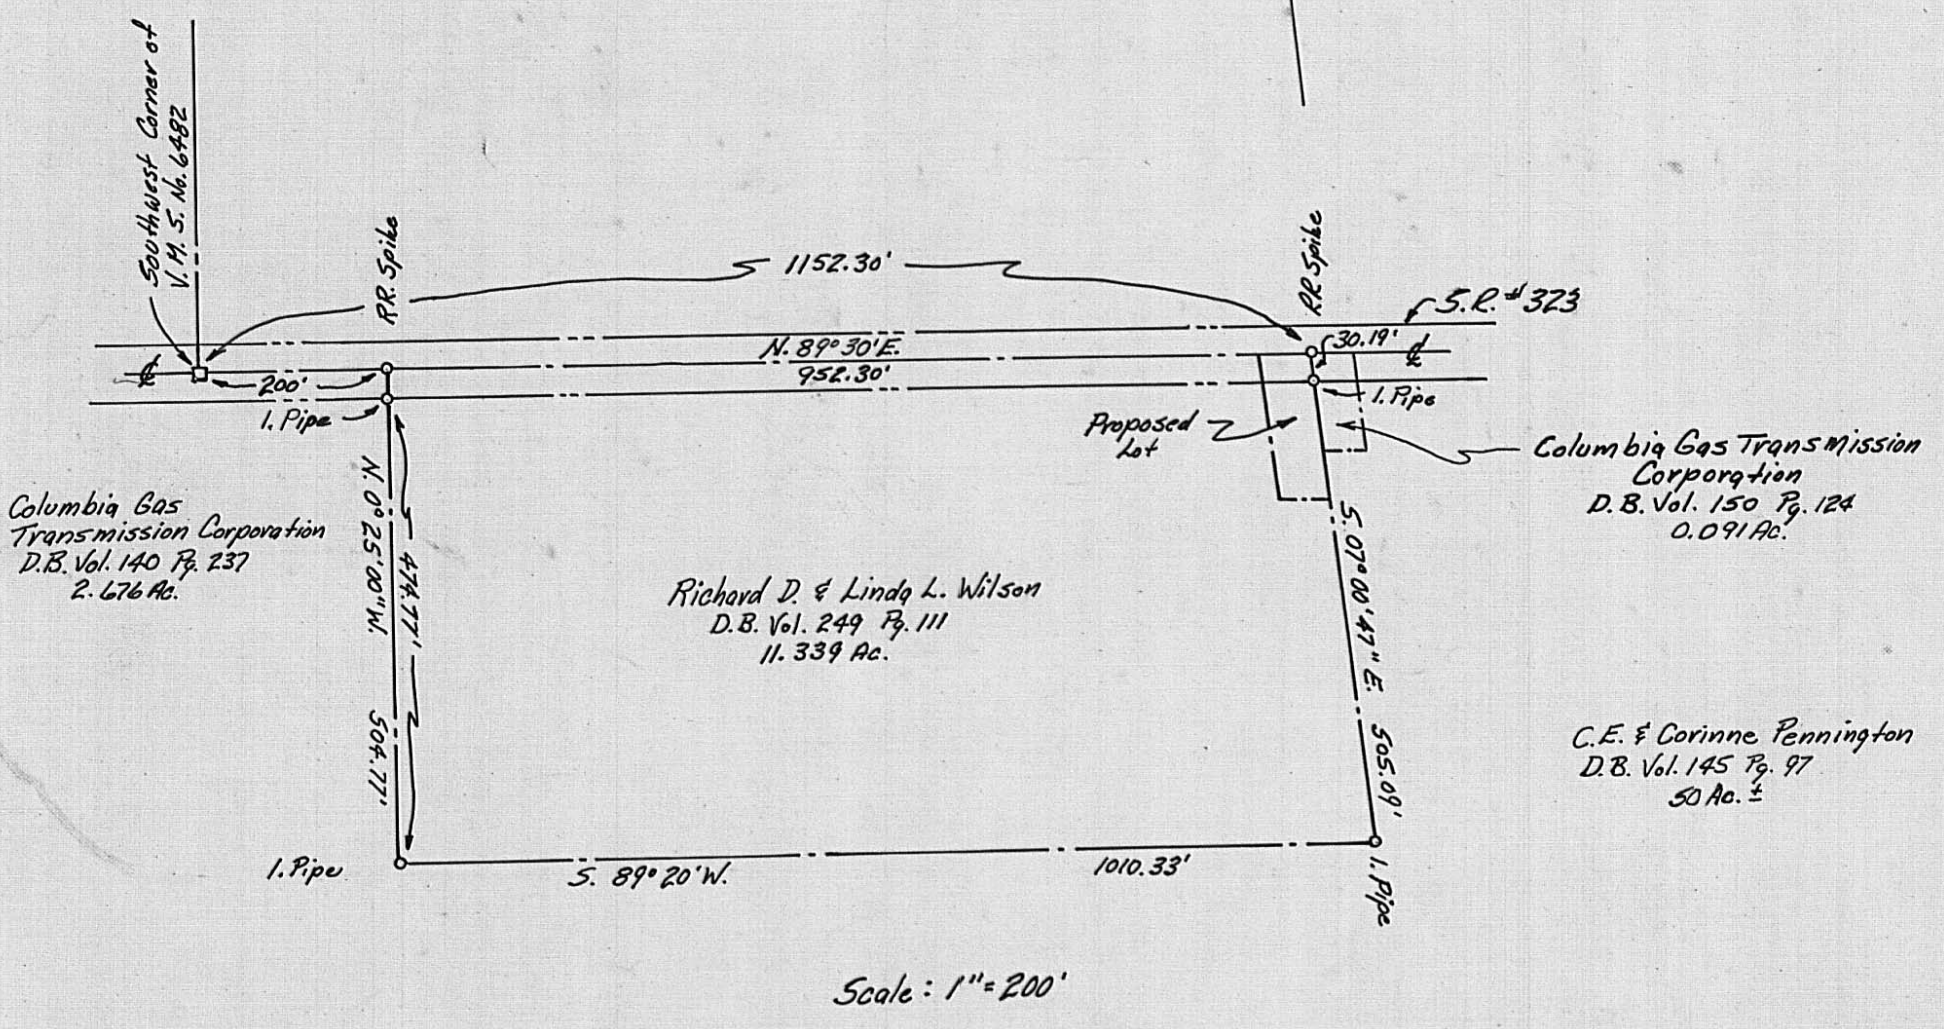 Southwest Corner of
V. M. S. No. 6482
RR. Spike
1152.30'
RR. Spike
S.R. # 323
N. 89° 30' E.
30.19'
℄
℄
200'
952.30'
I. Pipe
I. Pipe
Proposed
Lot
Columbia Gas Transmission
Corporation
D.B. Vol. 150 Pg. 124
0.091 Ac.
Columbia Gas
Transmission Corporation
D.B. Vol. 140 Pg. 237
2.676 Ac.
N. 0° 25' 00" W. 504.77'
474.77'
Richard D. & Linda L. Wilson
D.B. Vol. 249 Pg. 111
11.339 Ac.
S. 07° 00' 47" E. 505.09'
C.E. & Corinne Pennington
D.B. Vol. 145 Pg. 97
50 Ac. ±
I. Pipe
S. 89° 20' W. 1010.33'
I. Pipe
Scale: 1" = 200'